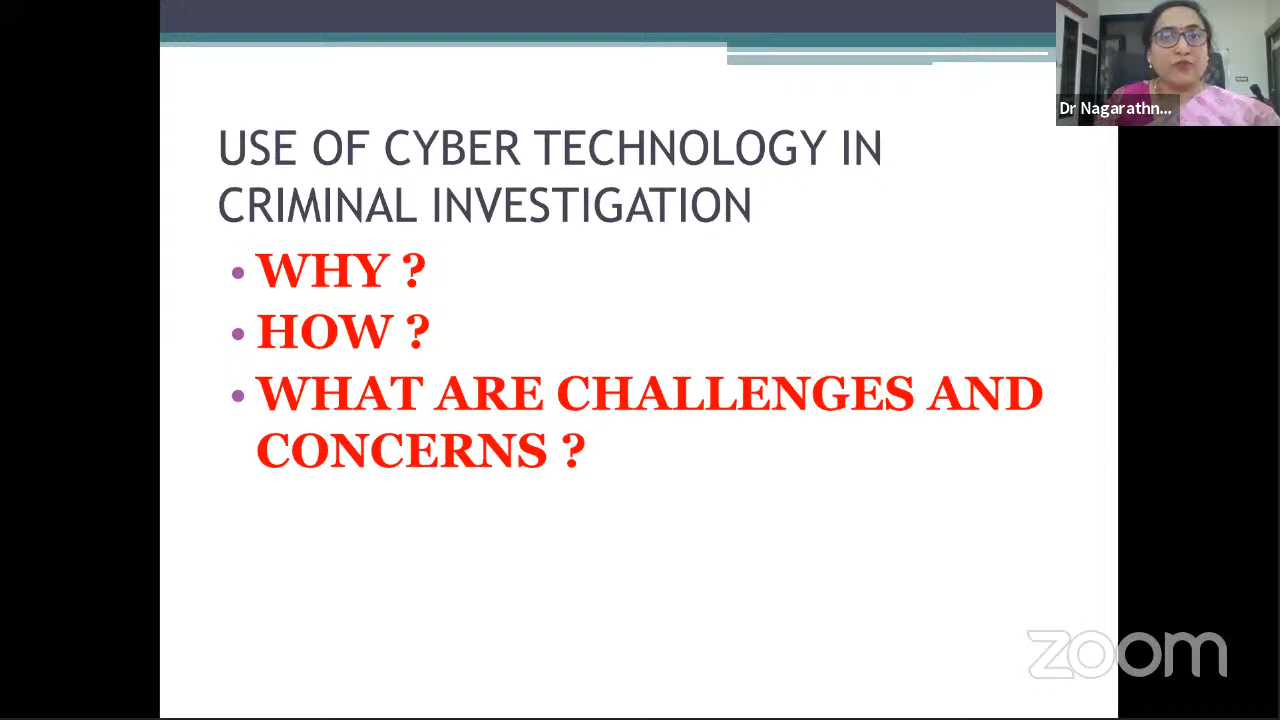 Dr Nagarathn...
USE OF CYBER TECHNOLOGY IN
CRIMINAL INVESTIGATION
• WHY ?
• HOW ?
• WHAT ARE CHALLENGES AND
CONCERNS ?
zoom